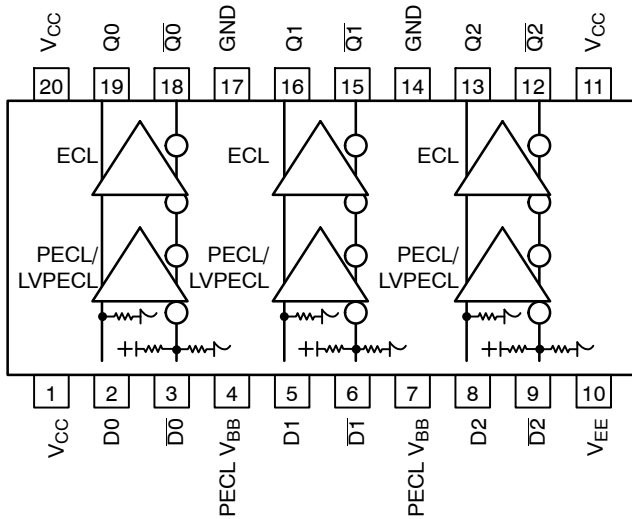 VCC Q0 Q̅0̅ GND Q1 Q̅1̅ GND Q2 Q̅2̅ VCC
20 19 18 17 16 15 14 13 12 11
ECL ECL ECL
PECL/ PECL/ PECL/
LVPECL LVPECL LVPECL
1 2 3 4 5 6 7 8 9 10
VCC D0 D̅0̅ PECL VBB D1 D̅1̅ PECL VBB D2 D̅2̅ VEE